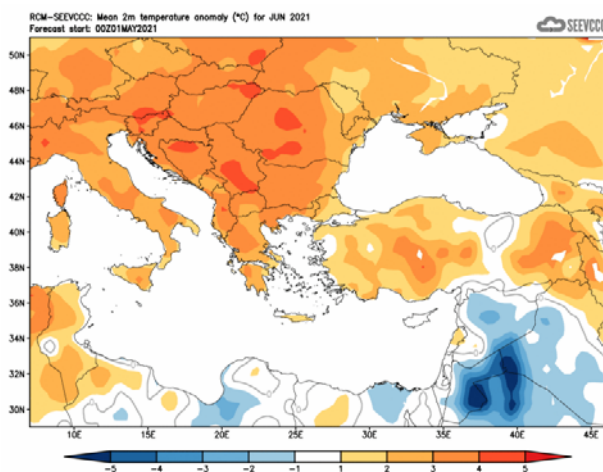 RCM-SEEVCCC: Mean 2m temperature anomaly (°C) for JUN 2021
Forecast start: 00Z01MAY2021
SEEVCCC
50N
48N
46N
44N
42N
40N
38N
36N
34N
32N
30N
10E 15E 20E 25E 30E 35E 40E 45E
-5 -4 -3 -2 -1 1 2 3 4 5